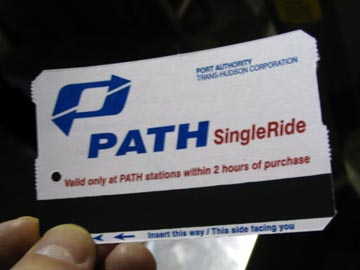 PORT AUTHORITY
TRANS-HUDSON CORPORATION
PATH SingleRide
Valid only at PATH stations within 2 hours of purchase
Insert this way / This side facing you